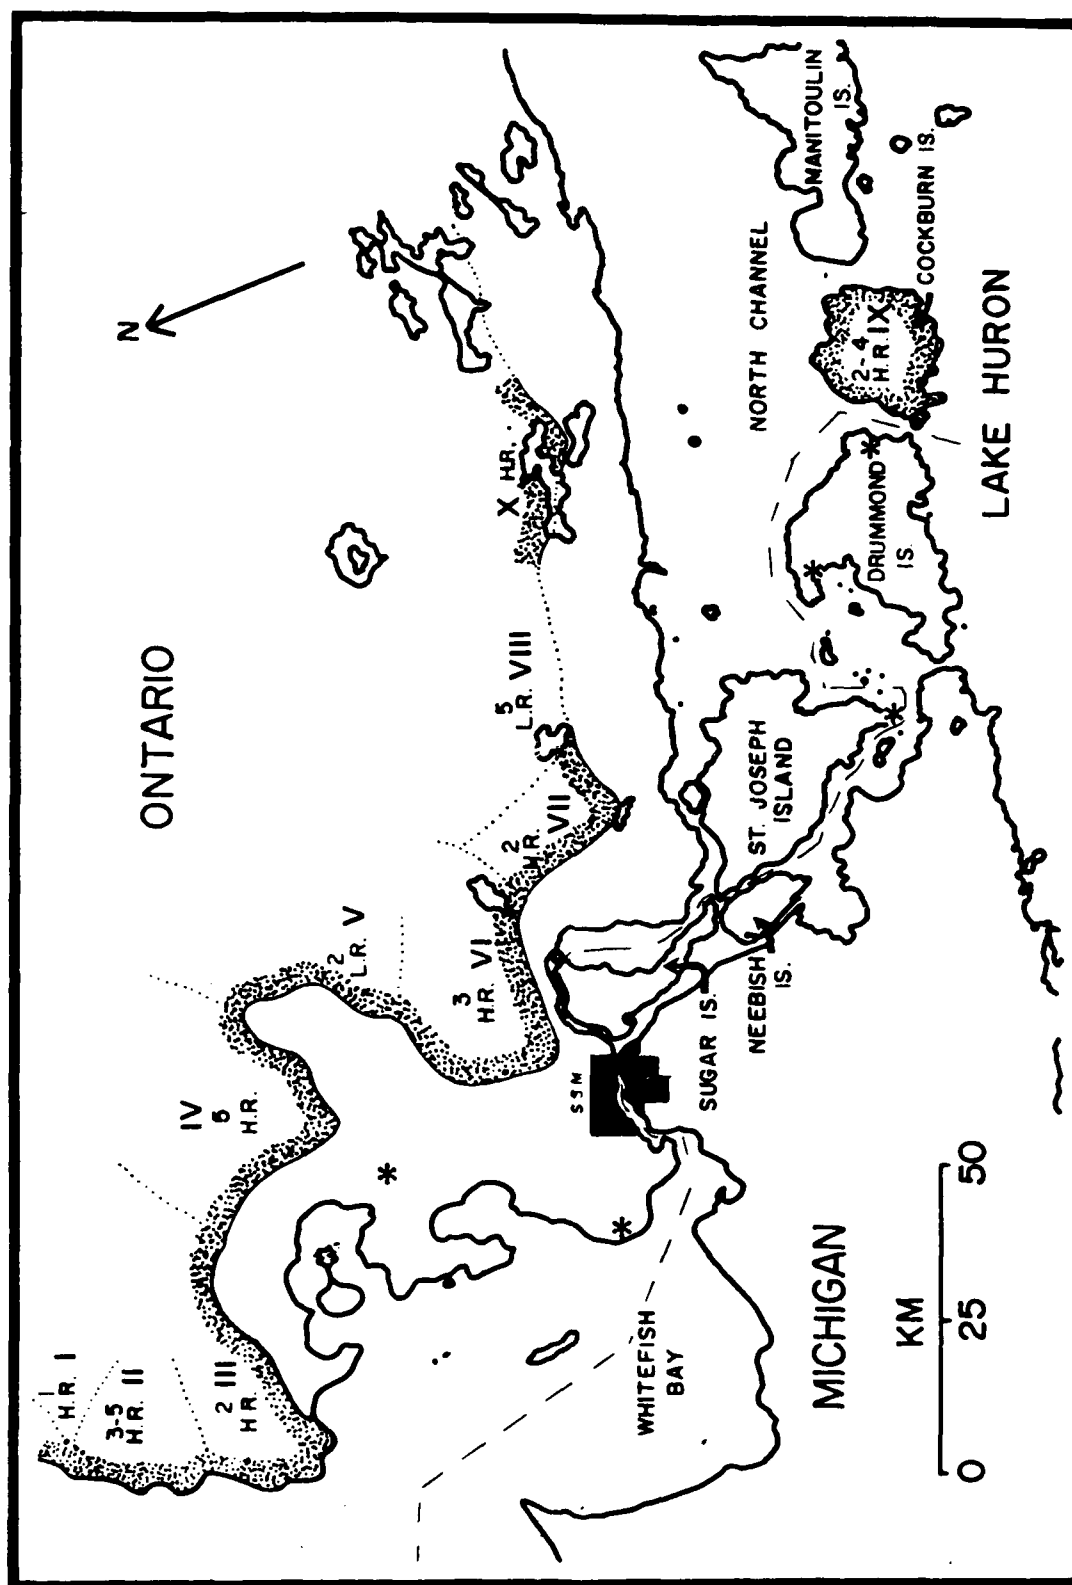 N
ONTARIO
1
H.R. I
3-5
H.R. II
2 III
H.R.
IV
5
H.R.
2
L.R. V
3
H.R. VI
2
H.R. VII
5
L.R. VIII
X H.R.
2-4
H.R. IX
NORTH CHANNEL
MANITOULIN
IS.
COCKBURN IS.
DRUMMOND
IS.
LAKE HURON
ST. JOSEPH
ISLAND
NEEBISH
IS.
SUGAR IS.
SSM
WHITEFISH
BAY
MICHIGAN
KM
0 25 50